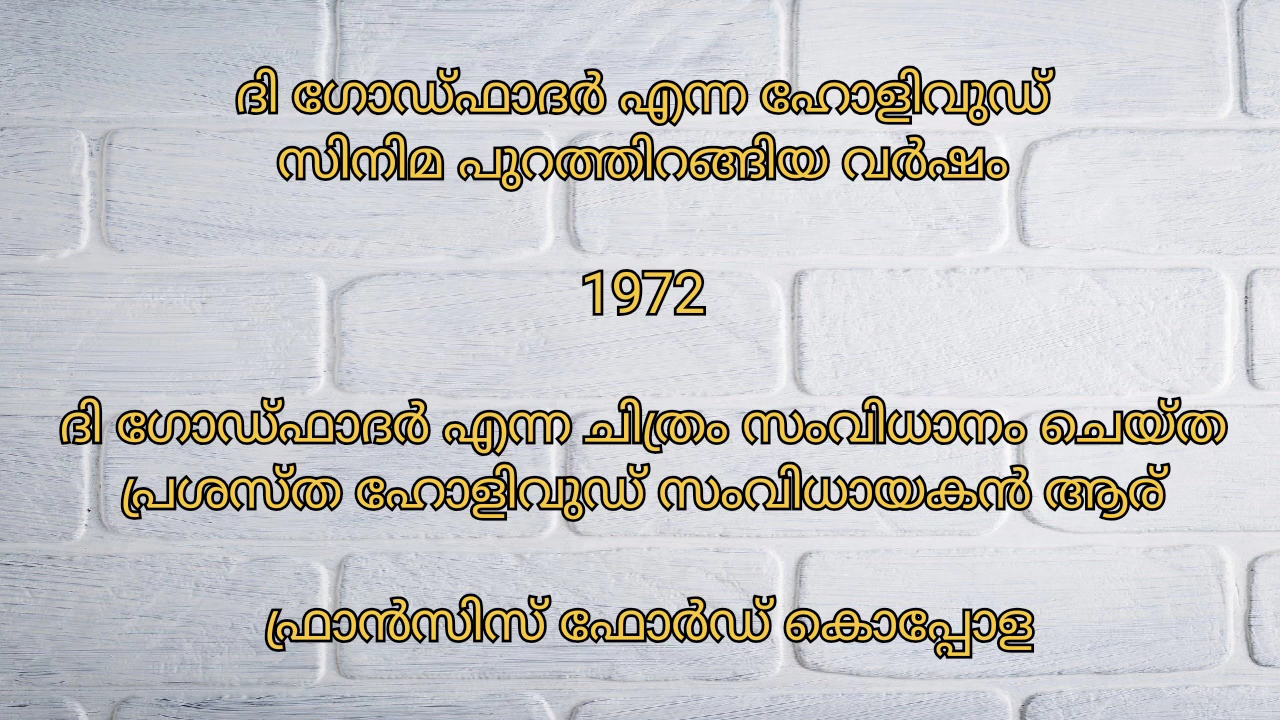 ദി ഗോഡ്ഫാദർ എന്ന ഹോളിവുഡ്
സിനിമ പുറത്തിറങ്ങിയ വർഷം
1972
ദി ഗോഡ്ഫാദർ എന്ന ചിത്രം സംവിധാനം ചെയ്ത
പ്രശസ്ത ഹോളിവുഡ് സംവിധായകൻ ആര്
ഫ്രാൻസിസ് ഫോർഡ് കൊപ്പോള